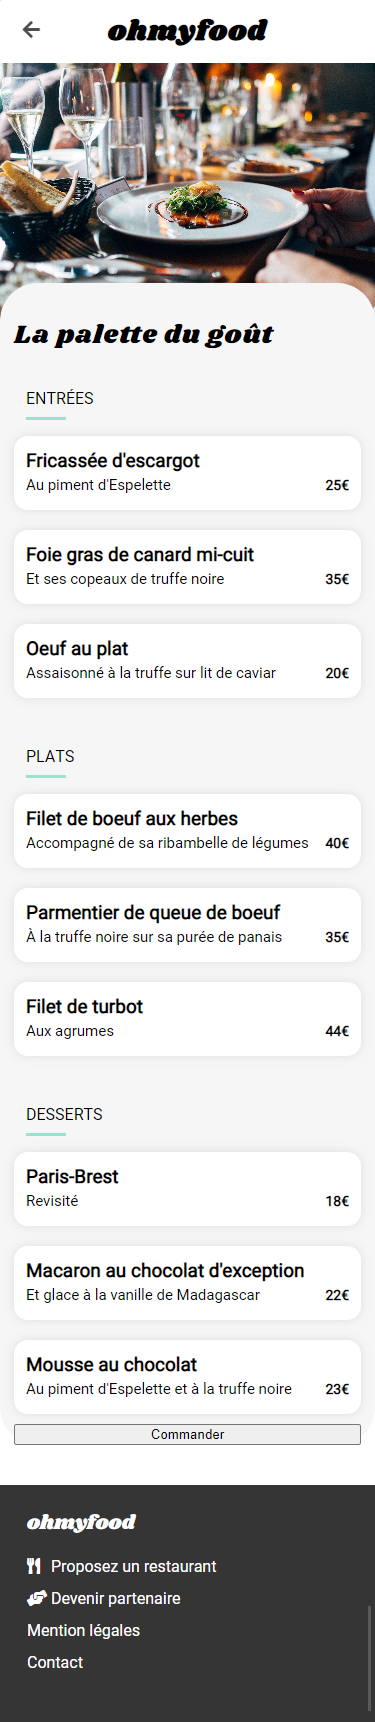 ohmyfood
La palette du goût
ENTRÉES
Fricassée d'escargot
Au piment d'Espelette 25€
Foie gras de canard mi-cuit
Et ses copeaux de truffe noire 35€
Oeuf au plat
Assaisonné à la truffe sur lit de caviar 20€
PLATS
Filet de boeuf aux herbes
Accompagné de sa ribambelle de légumes 40€
Parmentier de queue de boeuf
À la truffe noire sur sa purée de panais 35€
Filet de turbot
Aux agrumes 44€
DESSERTS
Paris-Brest
Revisité 18€
Macaron au chocolat d'exception
Et glace à la vanille de Madagascar 22€
Mousse au chocolat
Au piment d'Espelette et à la truffe noire 23€
Commander
ohmyfood
Proposez un restaurant
Devenir partenaire
Mention légales
Contact